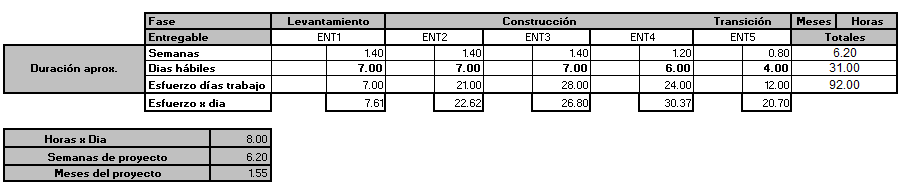 Fase Levantamiento Construcción Transición Meses Horas
Entregable ENT1 ENT2 ENT3 ENT4 ENT5 Totales
Semanas 1.40 1.40 1.40 1.20 0.80 6.20
Duración aprox. Dias hábiles 7.00 7.00 7.00 6.00 4.00 31.00
Esfuerzo días trabajo 7.00 21.00 28.00 24.00 12.00 92.00
Esfuerzo x dia 7.61 22.62 26.80 30.37 20.70
Horas x Dia 8.00
Semanas de proyecto 6.20
Meses del proyecto 1.55